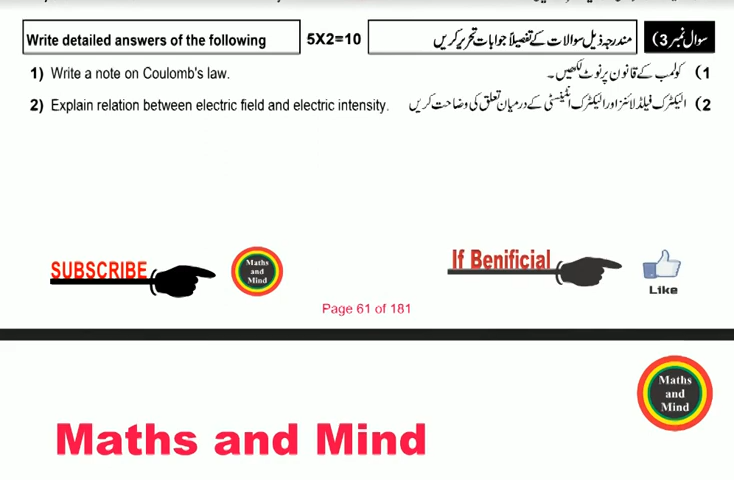 Write detailed answers of the following 5X2=10 مندرجہ ذیل سوالات کے تفصیلاً جوابات تحریر کریں سوال نمبر 3)
1) Write a note on Coulomb's law. 1) کولمب کے قانون پر نوٹ لکھیں۔
2) Explain relation between electric field and electric intensity. 2) الیکٹرک فیلڈ لائنز اور الیکٹرک انٹینسٹی کے درمیان تعلق کی وضاحت کریں
SUBSCRIBE
Maths
and
Mind
If Benificial
Like
Page 61 of 181
Maths
and
Mind
Maths and Mind